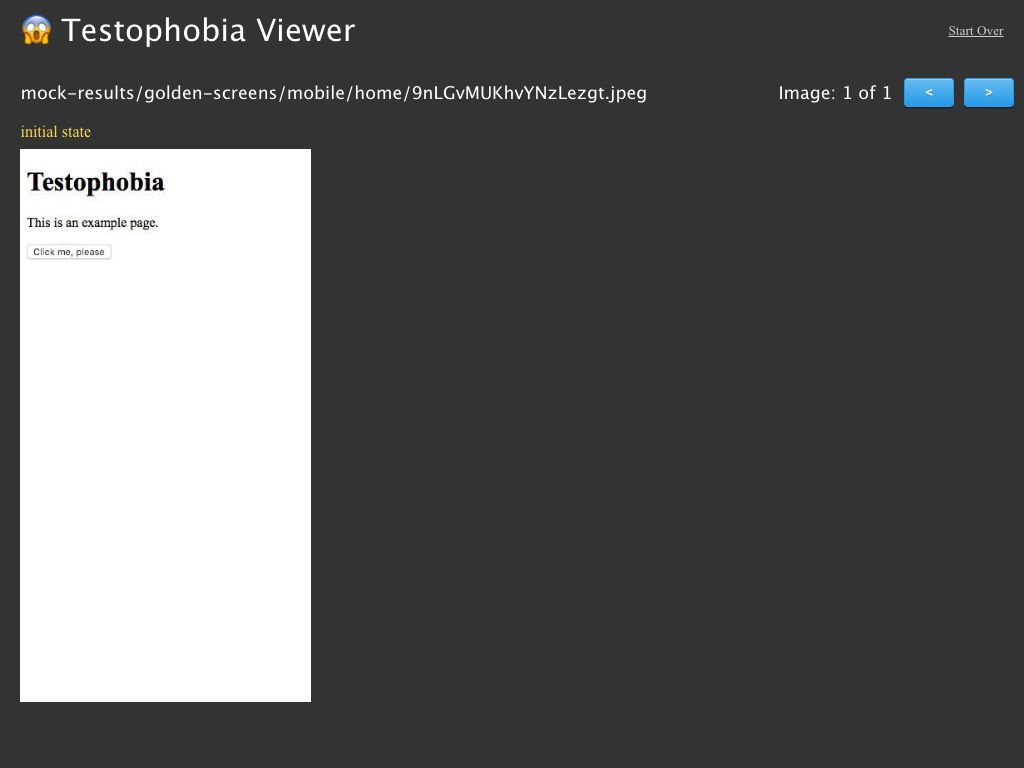 😱 Testophobia Viewer
Start Over
mock-results/golden-screens/mobile/home/9nLGvMUKhvYNzLezgt.jpeg
Image: 1 of 1
<
>
initial state
Testophobia
This is an example page.
Click me, please